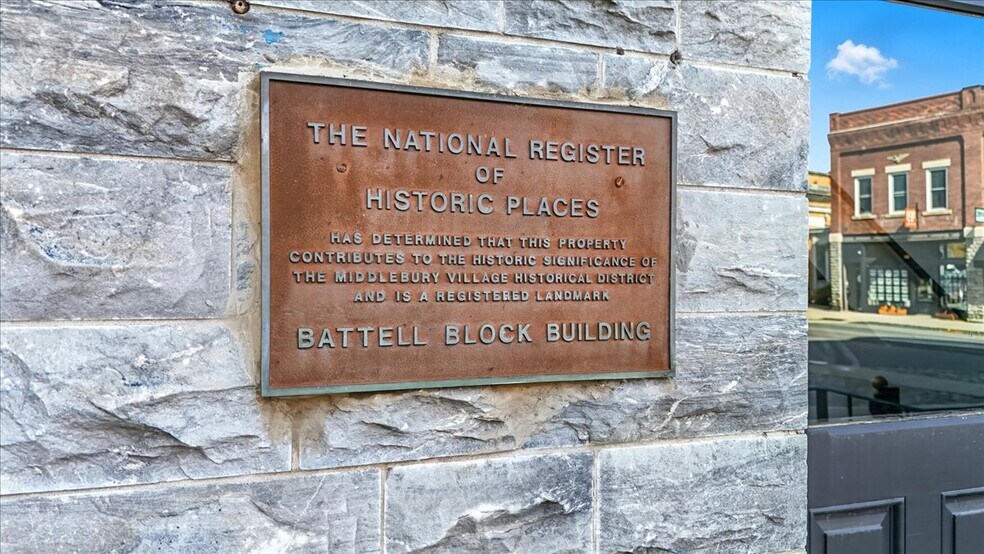 THE NATIONAL REGISTER
OF
HISTORIC PLACES
HAS DETERMINED THAT THIS PROPERTY
CONTRIBUTES TO THE HISTORIC SIGNIFICANCE OF
THE MIDDLEBURY VILLAGE HISTORICAL DISTRICT
AND IS A REGISTERED LANDMARK
BATTELL BLOCK BUILDING